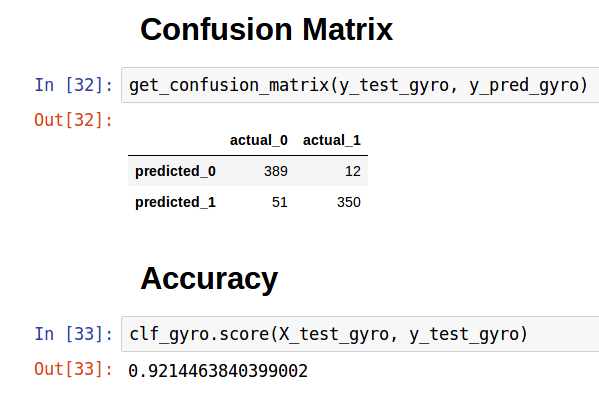 Confusion Matrix
In [32]: get_confusion_matrix(y_test_gyro, y_pred_gyro)
Out[32]:
actual_0 actual_1
predicted_0 389 12
predicted_1 51 350
Accuracy
In [33]: clf_gyro.score(X_test_gyro, y_test_gyro)
Out[33]: 0.9214463840399002